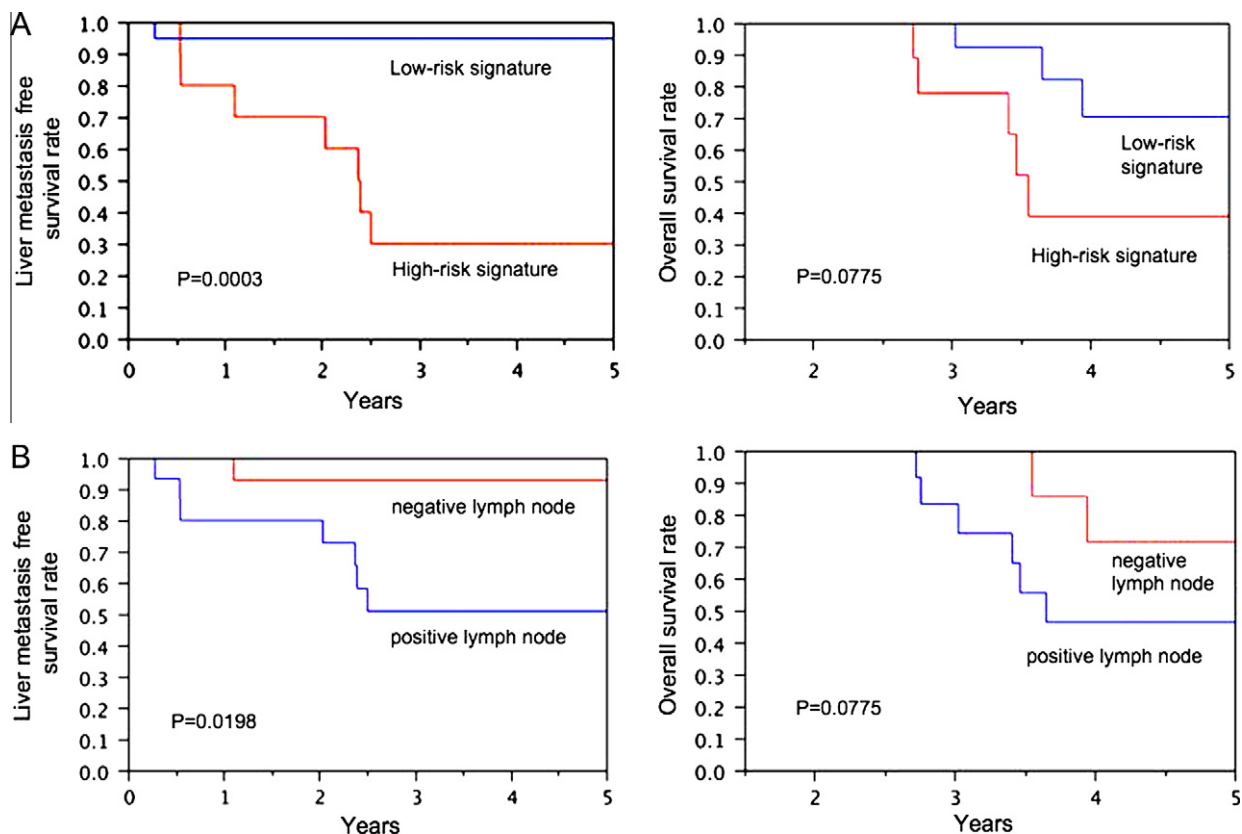 A
Liver metastasis free
survival rate
1.0
0.9
0.8
0.7
0.6
0.5
0.4
0.3
0.2
0.1
0.0
Low-risk signature
High-risk signature
P=0.0003
0 1 2 3 4 5
Years
Overall survival rate
1.0
0.9
0.8
0.7
0.6
0.5
0.4
0.3
0.2
0.1
0.0
Low-risk
signature
High-risk signature
P=0.0775
2 3 4 5
Years
B
Liver metastasis free
survival rate
1.0
0.9
0.8
0.7
0.6
0.5
0.4
0.3
0.2
0.1
0.0
negative lymph node
positive lymph node
P=0.0198
0 1 2 3 4 5
Years
Overall survival rate
1.0
0.9
0.8
0.7
0.6
0.5
0.4
0.3
0.2
0.1
0.0
negative
lymph node
positive lymph node
P=0.0775
2 3 4 5
Years